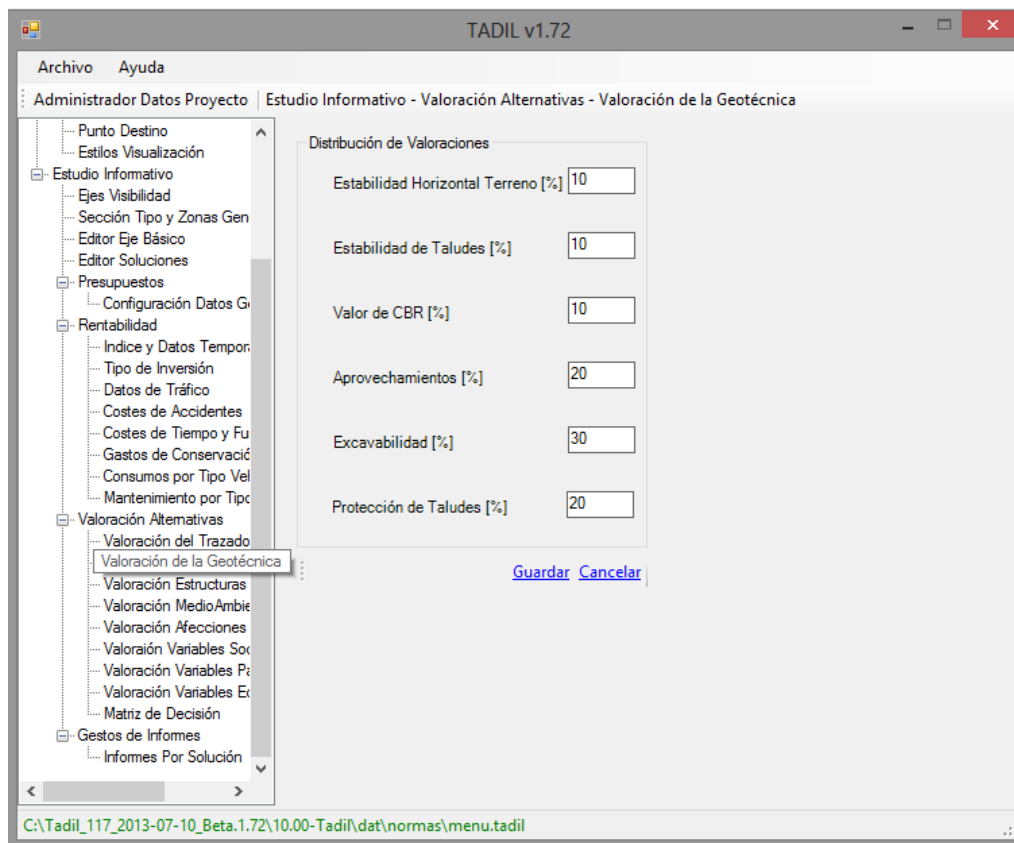 TADIL v1.72
Archivo Ayuda
Administrador Datos Proyecto Estudio Informativo - Valoración Alternativas - Valoración de la Geotécnica
Punto Destino
Estilos Visualización
Estudio Informativo
Ejes Visibilidad
Sección Tipo y Zonas Gen
Editor Eje Básico
Editor Soluciones
Presupuestos
Configuración Datos G
Rentabilidad
Indice y Datos Tempor
Tipo de Inversión
Datos de Tráfico
Costes de Accidentes
Costes de Tiempo y Fu
Gastos de Conservació
Consumos por Tipo Vel
Mantenimiento por Tipo
Valoración Alternativas
Valoración del Trazado
Valoración de la Geotécnica
Valoración Estructuras
Valoración MedioAmbie
Valoración Afecciones
Valoraión Variables Soc
Valoración Variables Pa
Valoración Variables Ec
Matriz de Decisión
Gestos de Informes
Informes Por Solución
Distribución de Valoraciones
Estabilidad Horizontal Terreno [%] 10
Estabilidad de Taludes [%] 10
Valor de CBR [%] 10
Aprovechamientos [%] 20
Excavabilidad [%] 30
Protección de Taludes [%] 20
Guardar Cancelar
C:\Tadil_117_2013-07-10_Beta.1.72\10.00-Tadil\dat\normas\menu.tadil